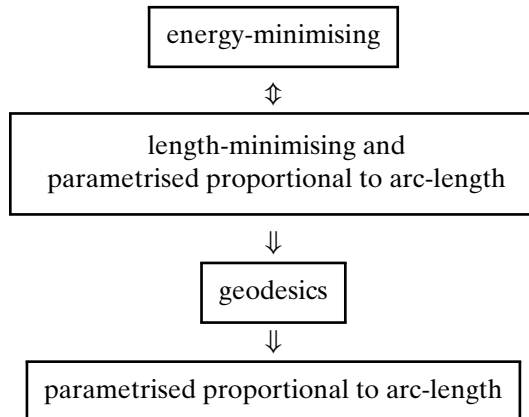 energy-minimising
⇕
length-minimising and
parametrised proportional to arc-length
⇓
geodesics
⇓
parametrised proportional to arc-length